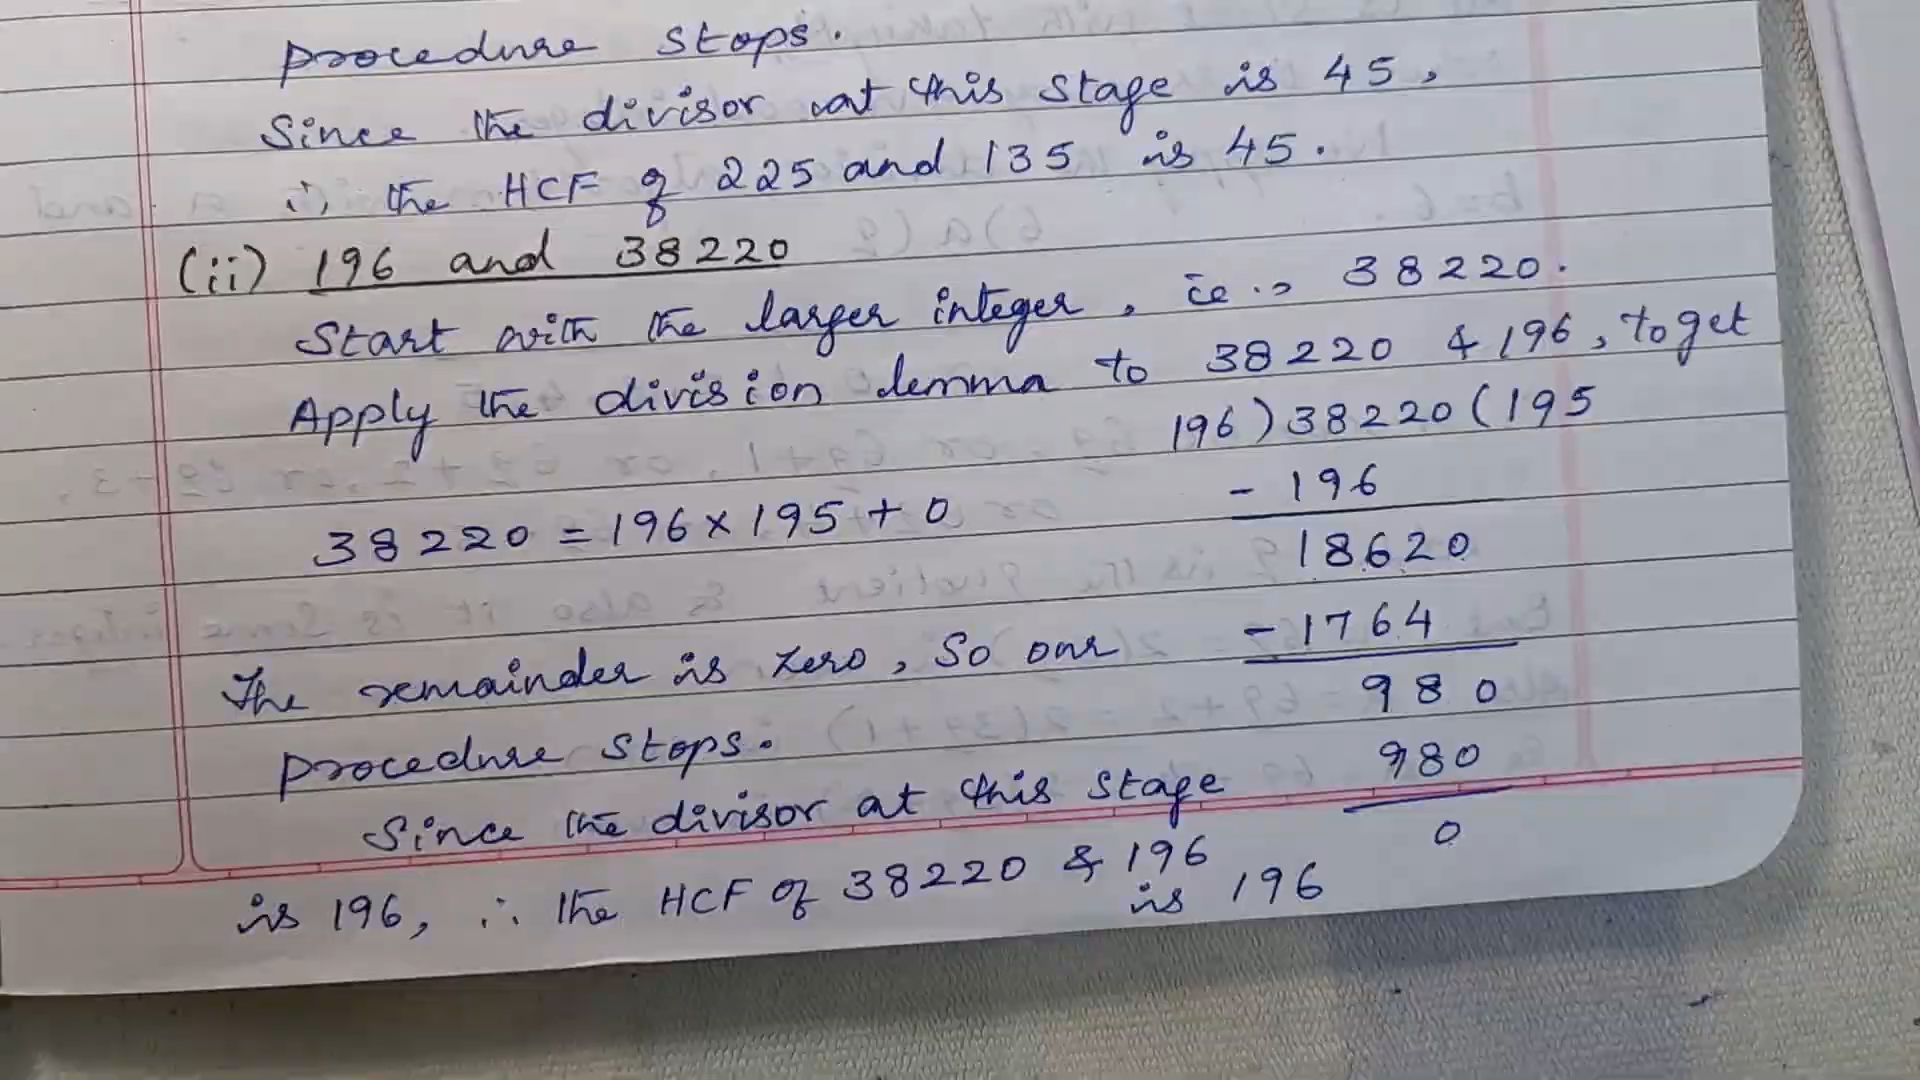 procedure stops.
Since the divisor at this stage is 45,
∴ the HCF of 225 and 135 is 45.
(ii) 196 and 38220
Start with the larger integer, ie., 38220.
Apply the division lemma to 38220 & 196, to get
196)38220(195
- 196
38220 = 196 × 195 + 0
18620
- 1764
The remainder is zero, so our
980
procedure stops.
980
Since the divisor at this stage
0
is 196, ∴ the HCF of 38220 & 196
is 196